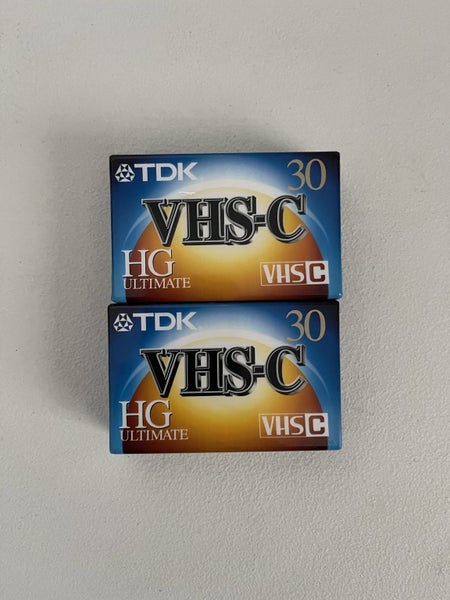 TDK 30
VHS-C
HG
ULTIMATE
VHS C
TDK 30
VHS-C
HG
ULTIMATE
VHS C